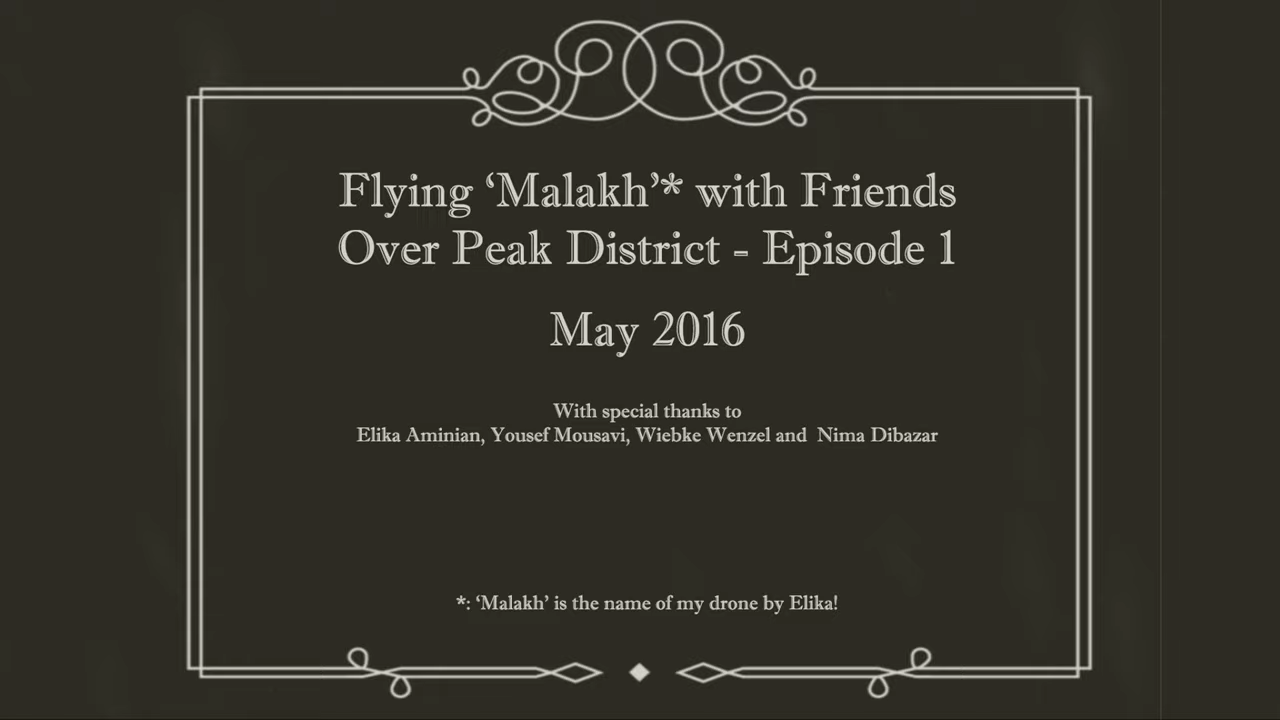 Flying ‘Malakh’* with Friends
Over Peak District - Episode 1
May 2016
With special thanks to
Elika Aminian, Yousef Mousavi, Wiebke Wenzel and  Nima Dibazar
*: ‘Malakh’ is the name of my drone by Elika!